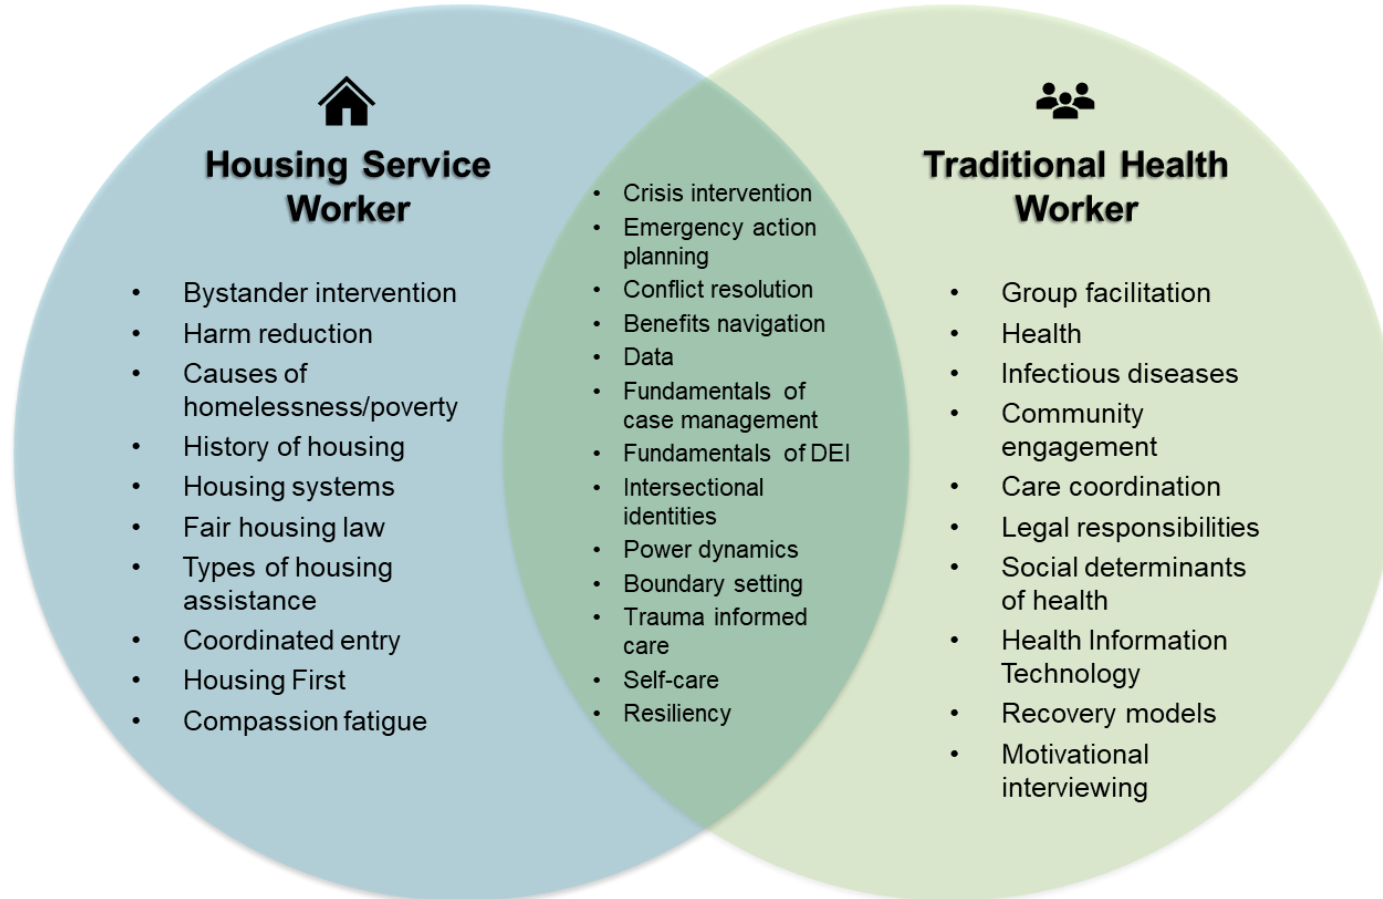 Housing Service
Worker
• Bystander intervention
• Harm reduction
• Causes of
homelessness/poverty
• History of housing
• Housing systems
• Fair housing law
• Types of housing
assistance
• Coordinated entry
• Housing First
• Compassion fatigue
• Crisis intervention
• Emergency action
planning
• Conflict resolution
• Benefits navigation
• Data
• Fundamentals of
case management
• Fundamentals of DEI
• Intersectional
identities
• Power dynamics
• Boundary setting
• Trauma informed
care
• Self-care
• Resiliency
Traditional Health
Worker
• Group facilitation
• Health
• Infectious diseases
• Community
engagement
• Care coordination
• Legal responsibilities
• Social determinants
of health
• Health Information
Technology
• Recovery models
• Motivational
interviewing